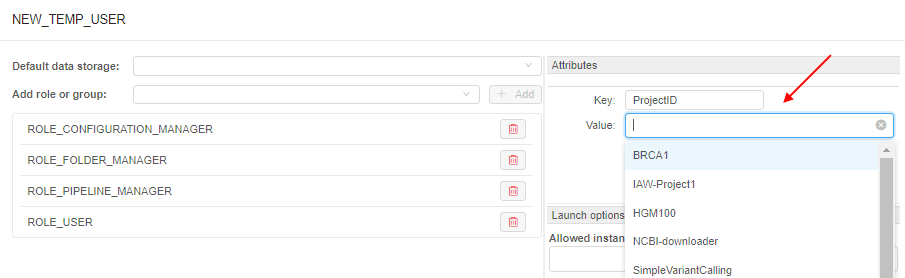 NEW_TEMP_USER
Default data storage:
Add role or group:
+ Add
ROLE_CONFIGURATION_MANAGER
ROLE_FOLDER_MANAGER
ROLE_PIPELINE_MANAGER
ROLE_USER
Attributes
Key: ProjectID
Value:
BRCA1
IAW-Project1
HGM100
NCBI-downloader
SimpleVariantCalling
Launch options
Allowed instan